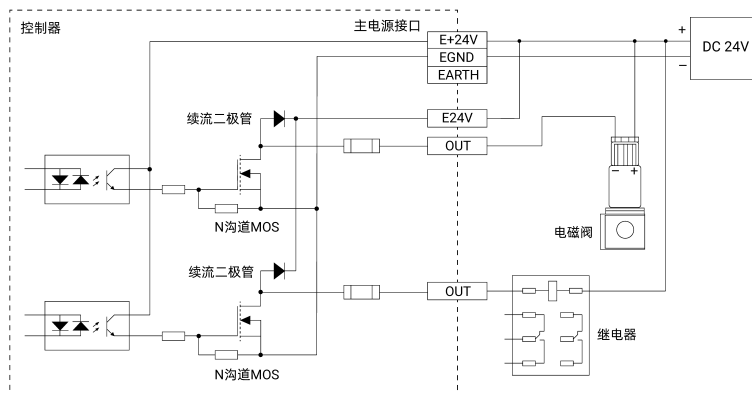 控制器
主电源接口
E+24V
EGND
EARTH
+
−
DC 24V
续流二极管
E24V
OUT
− +
N沟道MOS
电磁阀
续流二极管
OUT
继电器
N沟道MOS